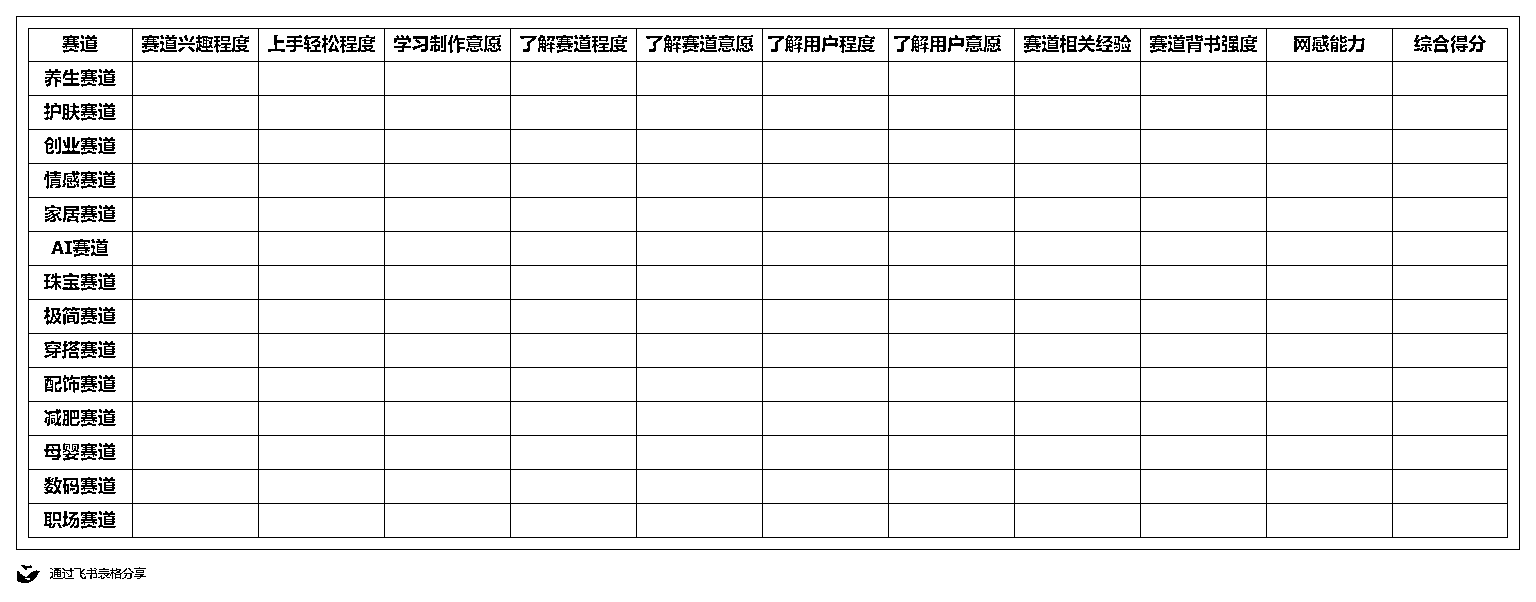 赛道 赛道兴趣程度 上手轻松程度 学习制作意愿 了解赛道程度 了解赛道意愿 了解用户程度 了解用户意愿 赛道相关经验 赛道背书强度 网感能力 综合得分
养生赛道
护肤赛道
创业赛道
情感赛道
家居赛道
AI赛道
珠宝赛道
极简赛道
穿搭赛道
配饰赛道
减肥赛道
母婴赛道
数码赛道
职场赛道
通过飞书表格分享